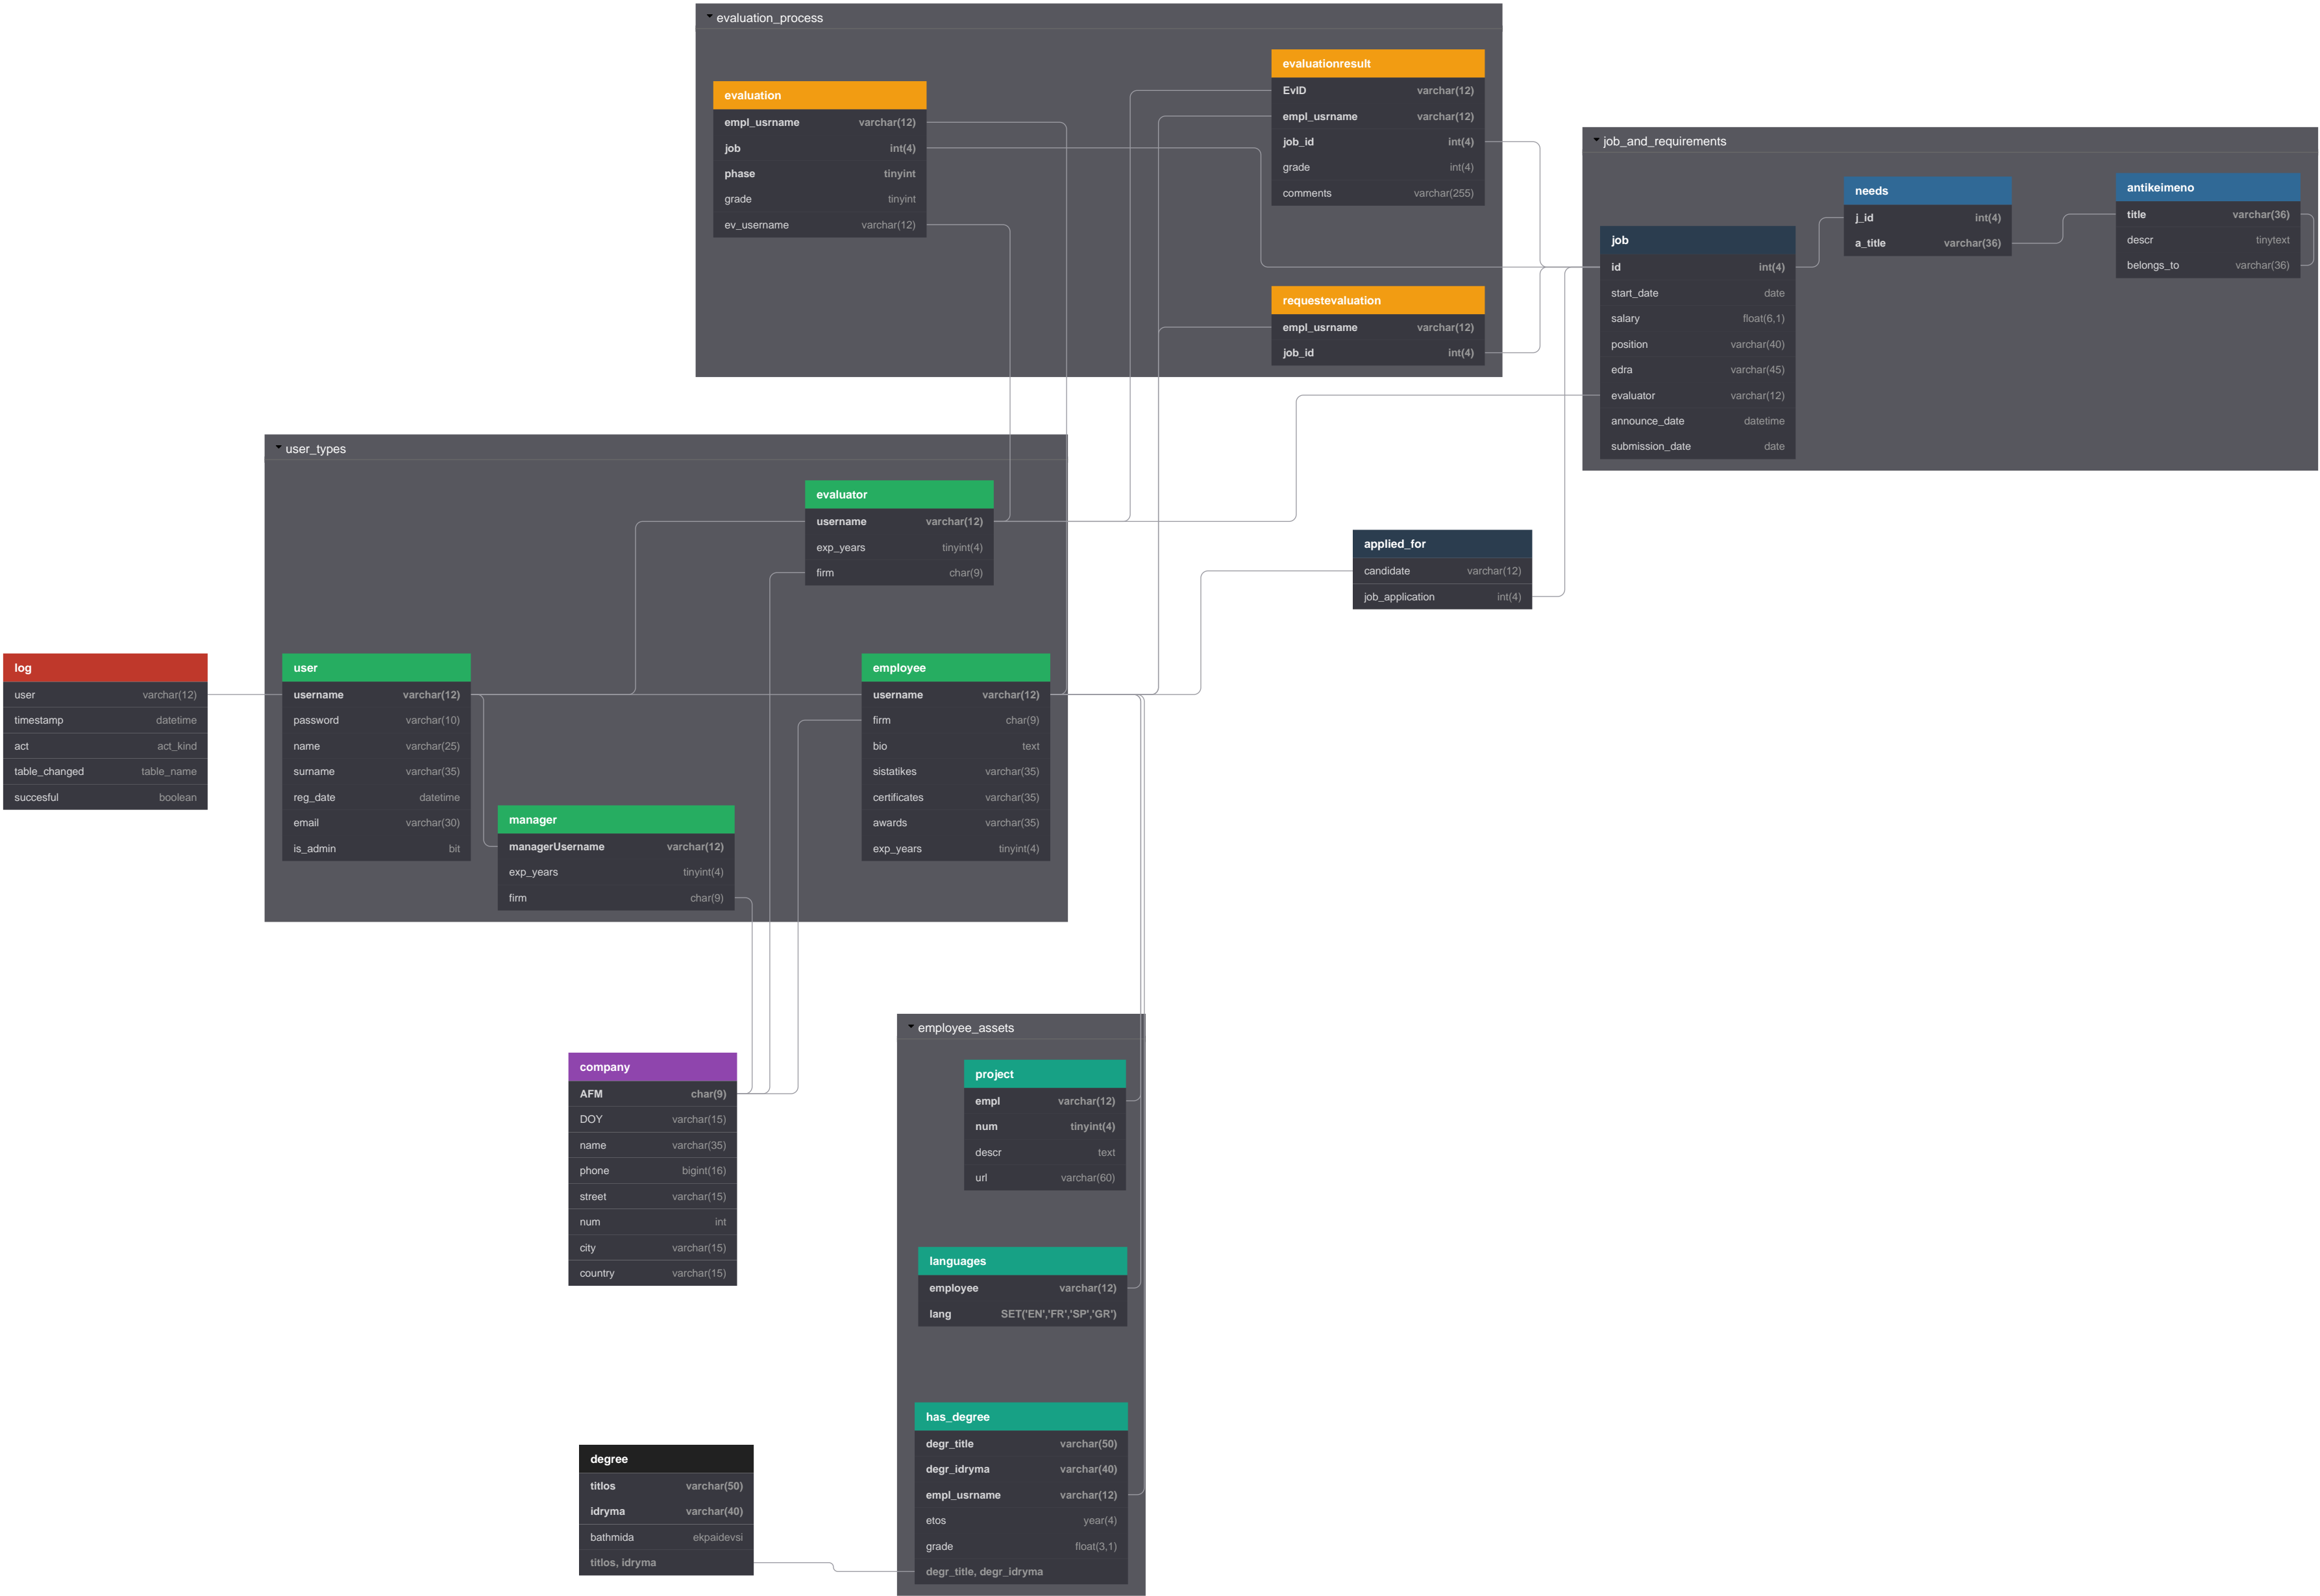 evaluation_process
evaluation
empl_usrname varchar(12)
job int(4)
phase tinyint
grade tinyint
ev_username varchar(12)
evaluationresult
EvID varchar(12)
empl_usrname varchar(12)
job_id int(4)
grade int(4)
comments varchar(255)
requestevaluation
empl_usrname varchar(12)
job_id int(4)
job_and_requirements
job
id int(4)
start_date date
salary float(6,1)
position varchar(40)
edra varchar(45)
evaluator varchar(12)
announce_date datetime
submission_date date
needs
j_id int(4)
a_title varchar(36)
antikeimeno
title varchar(36)
descr tinytext
belongs_to varchar(36)
user_types
evaluator
username varchar(12)
exp_years tinyint(4)
firm char(9)
user
username varchar(12)
password varchar(10)
name varchar(25)
surname varchar(35)
reg_date datetime
email varchar(30)
is_admin bit
manager
managerUsername varchar(12)
exp_years tinyint(4)
firm char(9)
employee
username varchar(12)
firm char(9)
bio text
sistatikes varchar(35)
certificates varchar(35)
awards varchar(35)
exp_years tinyint(4)
applied_for
candidate varchar(12)
job_application int(4)
log
user varchar(12)
timestamp datetime
act act_kind
table_changed table_name
succesful boolean
company
AFM char(9)
DOY varchar(15)
name varchar(35)
phone bigint(16)
street varchar(15)
num int
city varchar(15)
country varchar(15)
employee_assets
project
empl varchar(12)
num tinyint(4)
descr text
url varchar(60)
languages
employee varchar(12)
lang SET('EN','FR','SP','GR')
has_degree
degr_title varchar(50)
degr_idryma varchar(40)
empl_usrname varchar(12)
etos year(4)
grade float(3,1)
degr_title, degr_idryma
degree
titlos varchar(50)
idryma varchar(40)
bathmida ekpaidevsi
titlos, idryma